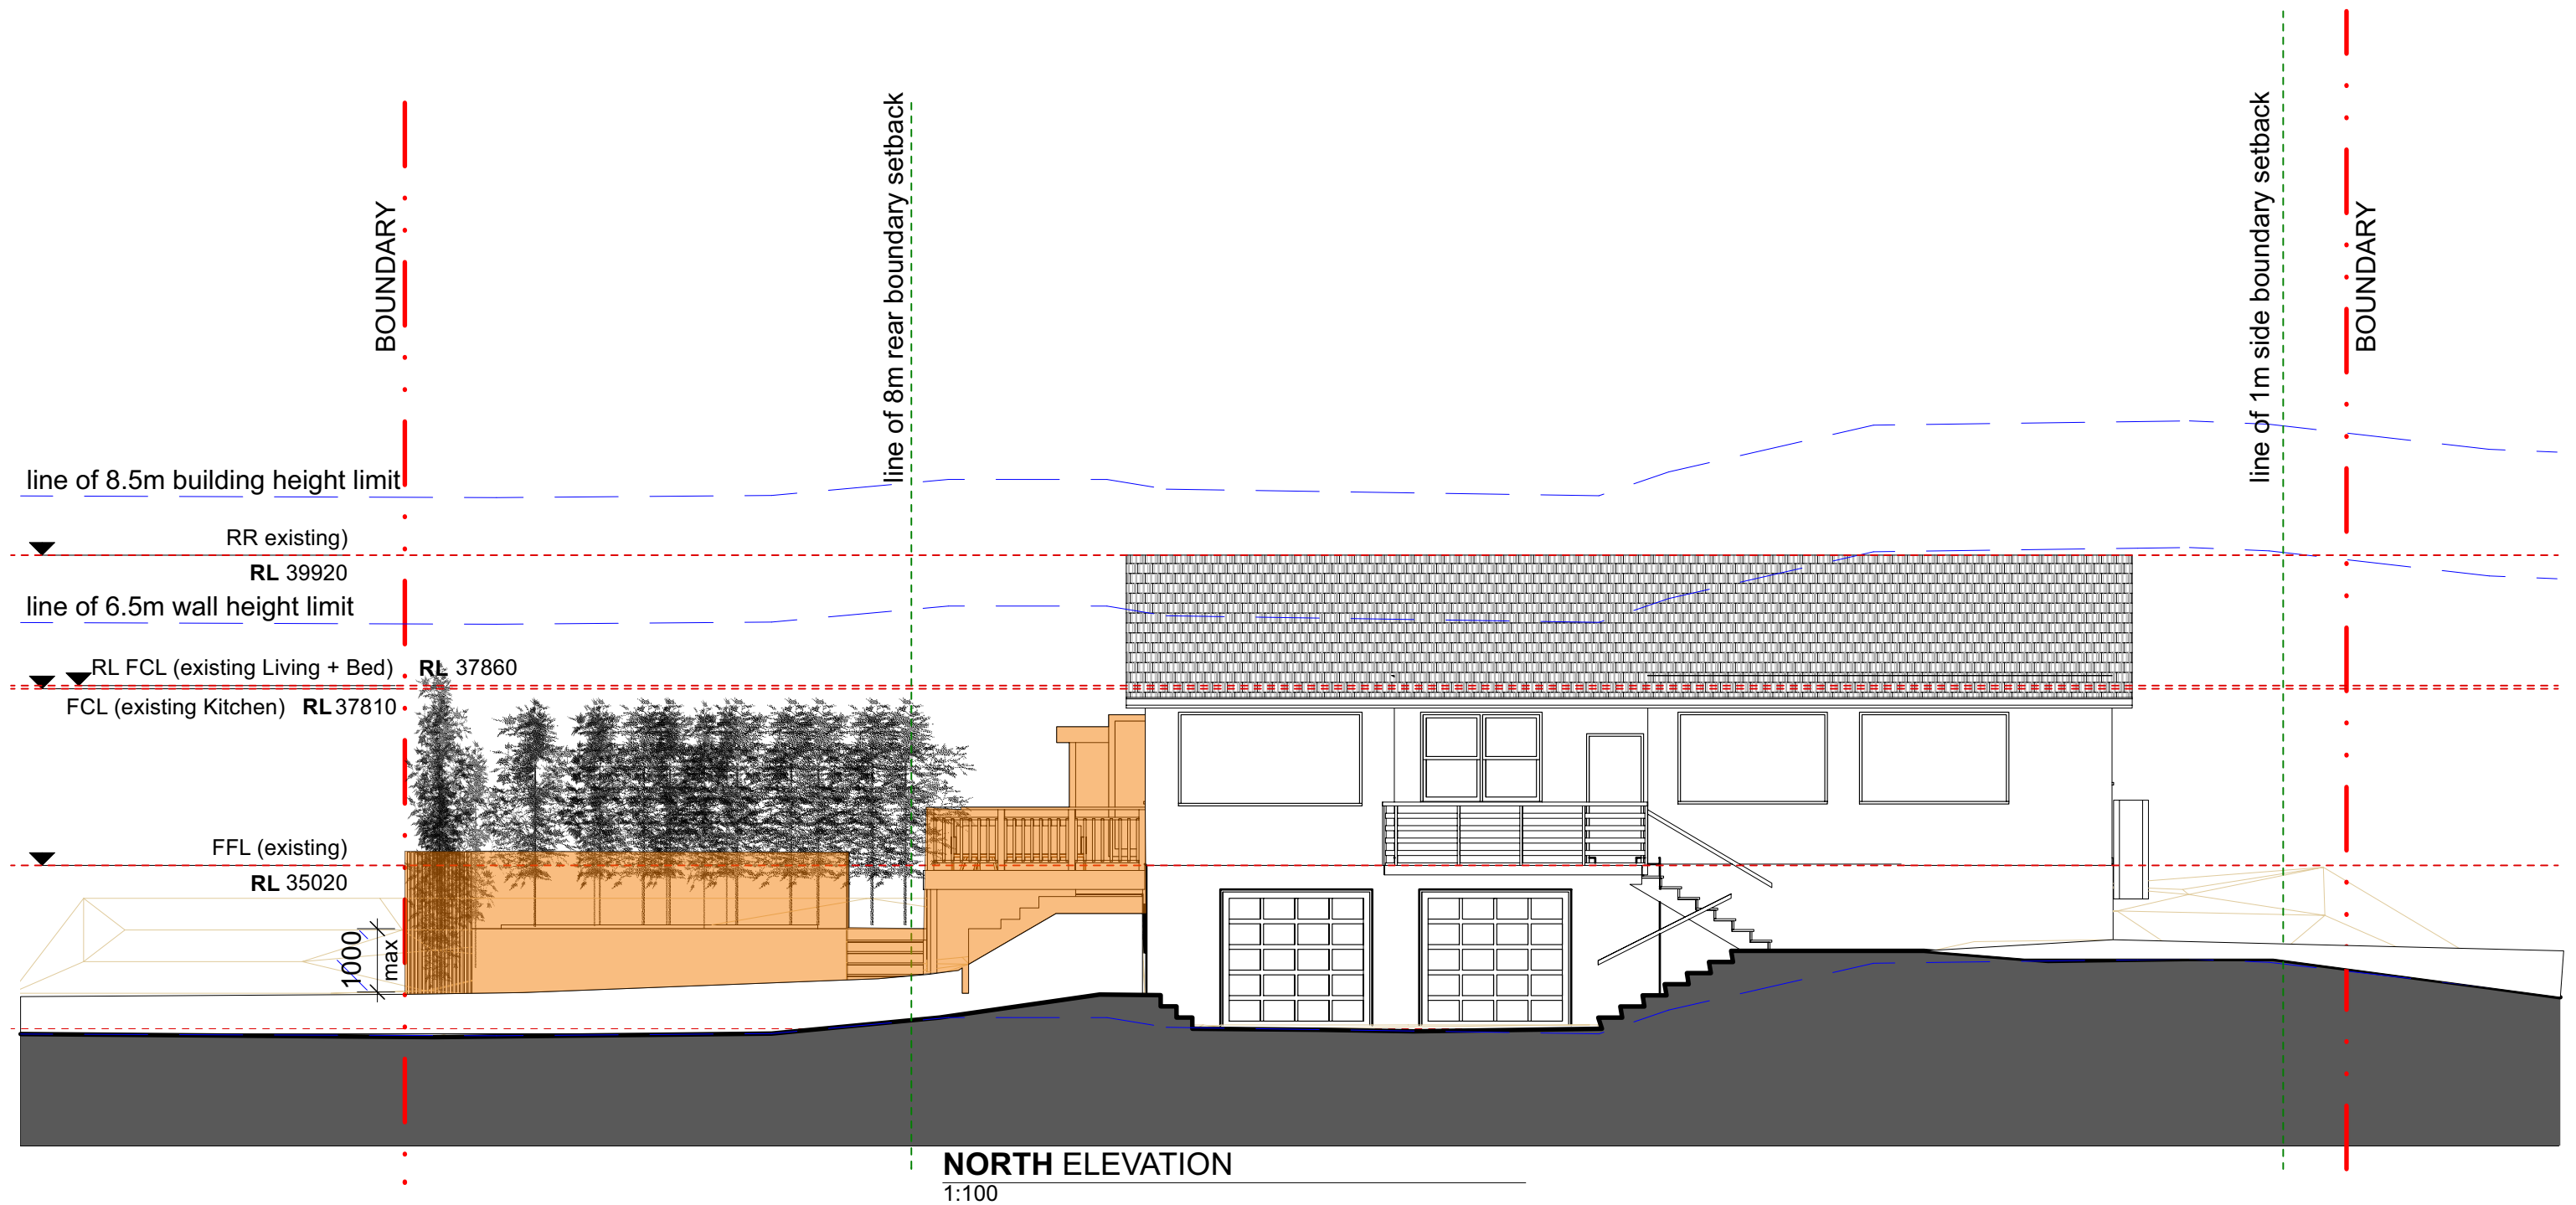 BOUNDARY
line of 8m rear boundary setback
line of 1m side boundary setback
BOUNDARY
line of 8.5m building height limit
RR existing)
RL 39920
line of 6.5m wall height limit
RL FCL (existing Living + Bed) RL 37860
FCL (existing Kitchen) RL 37810
FFL (existing)
RL 35020
1000
max
NORTH ELEVATION
1:100